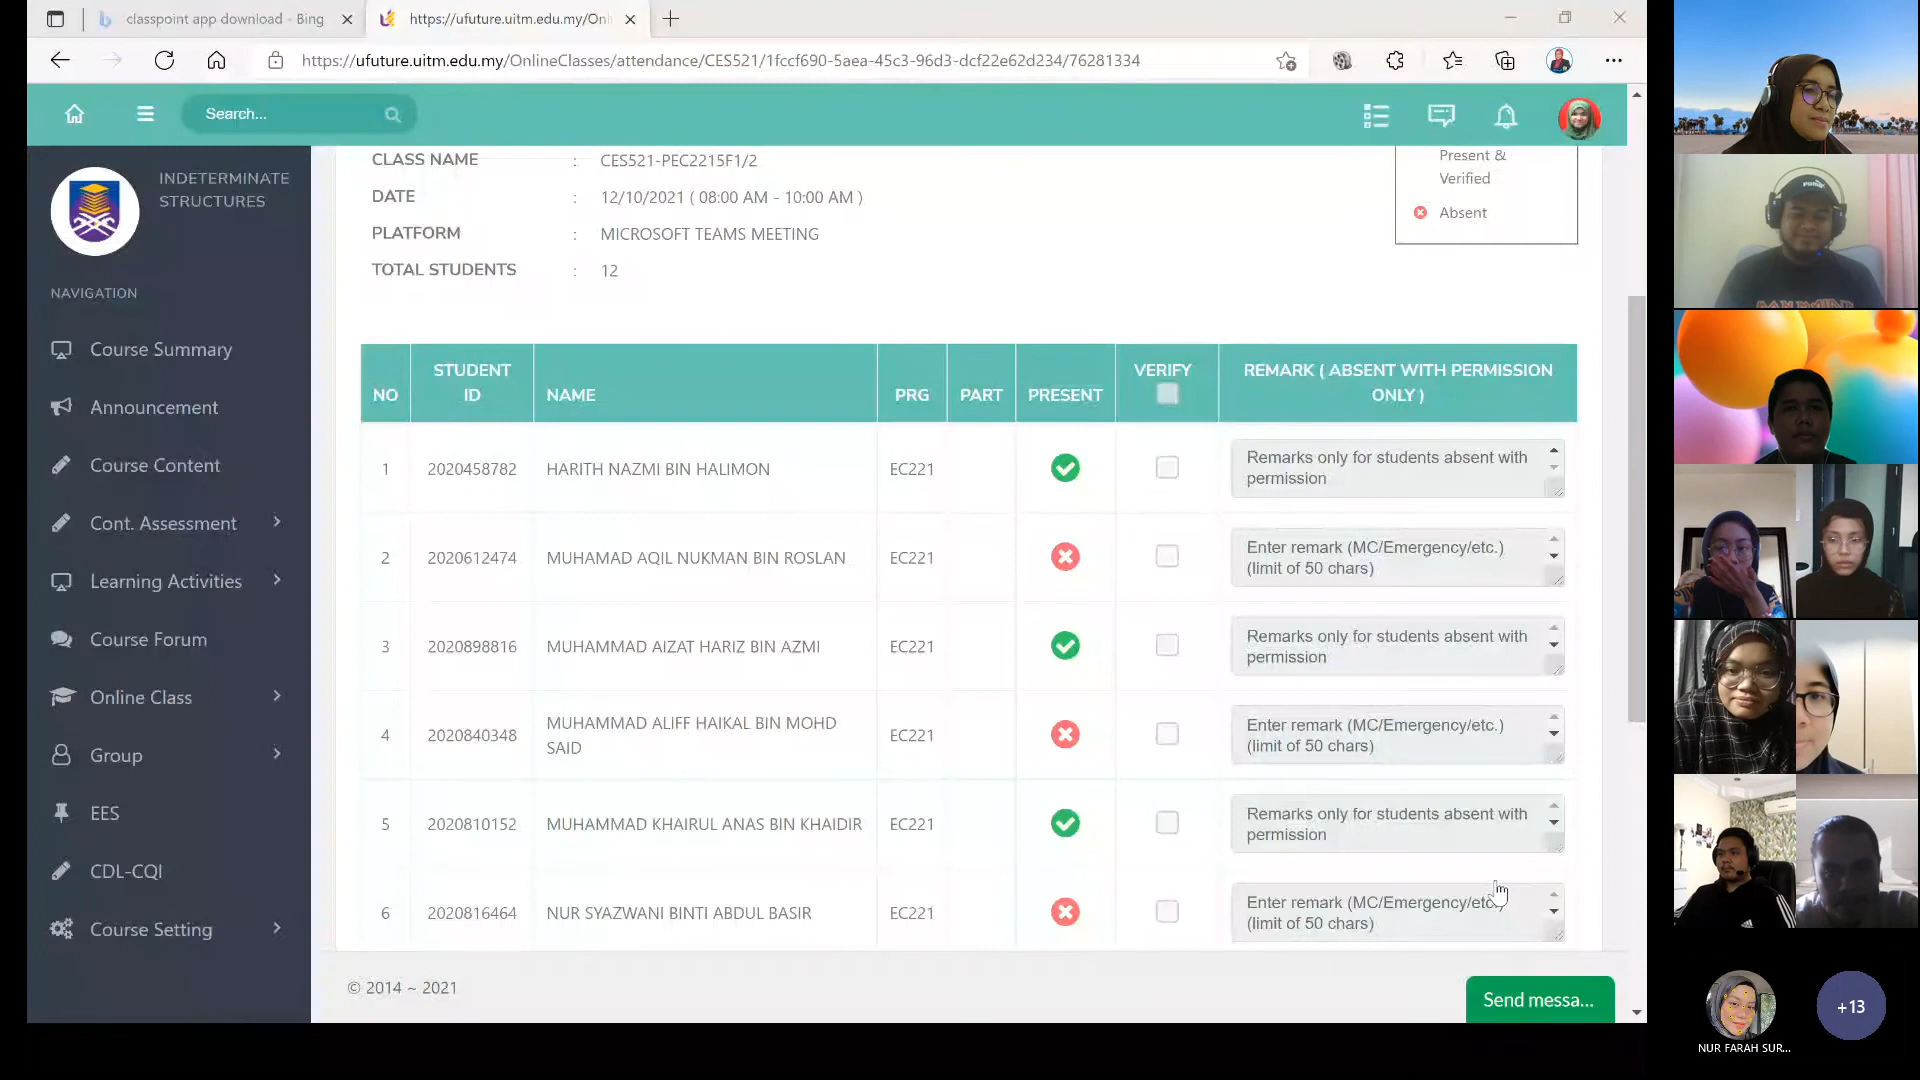 classpoint app download - Bing
https://ufuture.uitm.edu.my/Onl
https://ufuture.uitm.edu.my/OnlineClasses/attendance/CES521/1fccf690-5aea-45c3-96d3-dcf22e62d234/76281334
Search...
INDETERMINATE
STRUCTURES
NAVIGATION
Course Summary
Announcement
Course Content
Cont. Assessment
Learning Activities
Course Forum
Online Class
Group
EES
CDL-CQI
Course Setting
CLASS NAME : CES521-PEC2215F1/2
DATE : 12/10/2021 ( 08:00 AM - 10:00 AM )
PLATFORM : MICROSOFT TEAMS MEETING
TOTAL STUDENTS : 12
Present &
Verified
Absent
NO STUDENT ID NAME PRG PART PRESENT VERIFY REMARK ( ABSENT WITH PERMISSION ONLY )
1 2020458782 HARITH NAZMI BIN HALIMON EC221 Remarks only for students absent with permission
2 2020612474 MUHAMAD AQIL NUKMAN BIN ROSLAN EC221 Enter remark (MC/Emergency/etc.) (limit of 50 chars)
3 2020898816 MUHAMMAD AIZAT HARIZ BIN AZMI EC221 Remarks only for students absent with permission
4 2020840348 MUHAMMAD ALIFF HAIKAL BIN MOHD SAID EC221 Enter remark (MC/Emergency/etc.) (limit of 50 chars)
5 2020810152 MUHAMMAD KHAIRUL ANAS BIN KHAIDIR EC221 Remarks only for students absent with permission
6 2020816464 NUR SYAZWANI BINTI ABDUL BASIR EC221 Enter remark (MC/Emergency/etc.) (limit of 50 chars)
© 2014 ~ 2021
Send messa...
PUMA
+13
NUR FARAH SUR...